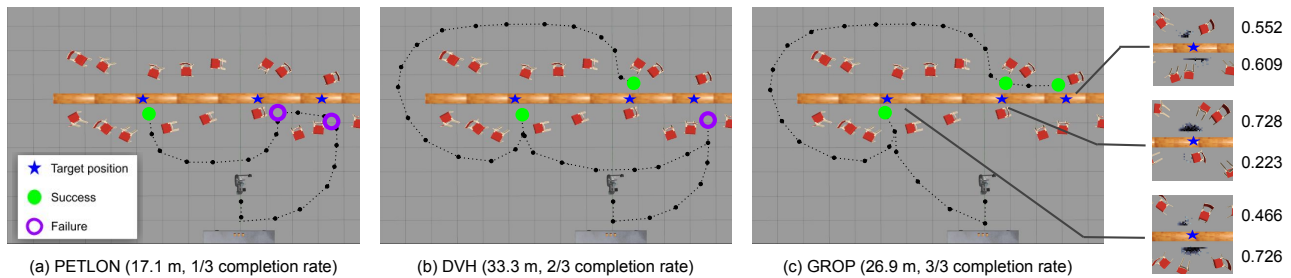 Target position
Success
Failure
0.552
0.609
0.728
0.223
0.466
0.726
(a) PETLON (17.1 m, 1/3 completion rate)
(b) DVH (33.3 m, 2/3 completion rate)
(c) GROP (26.9 m, 3/3 completion rate)